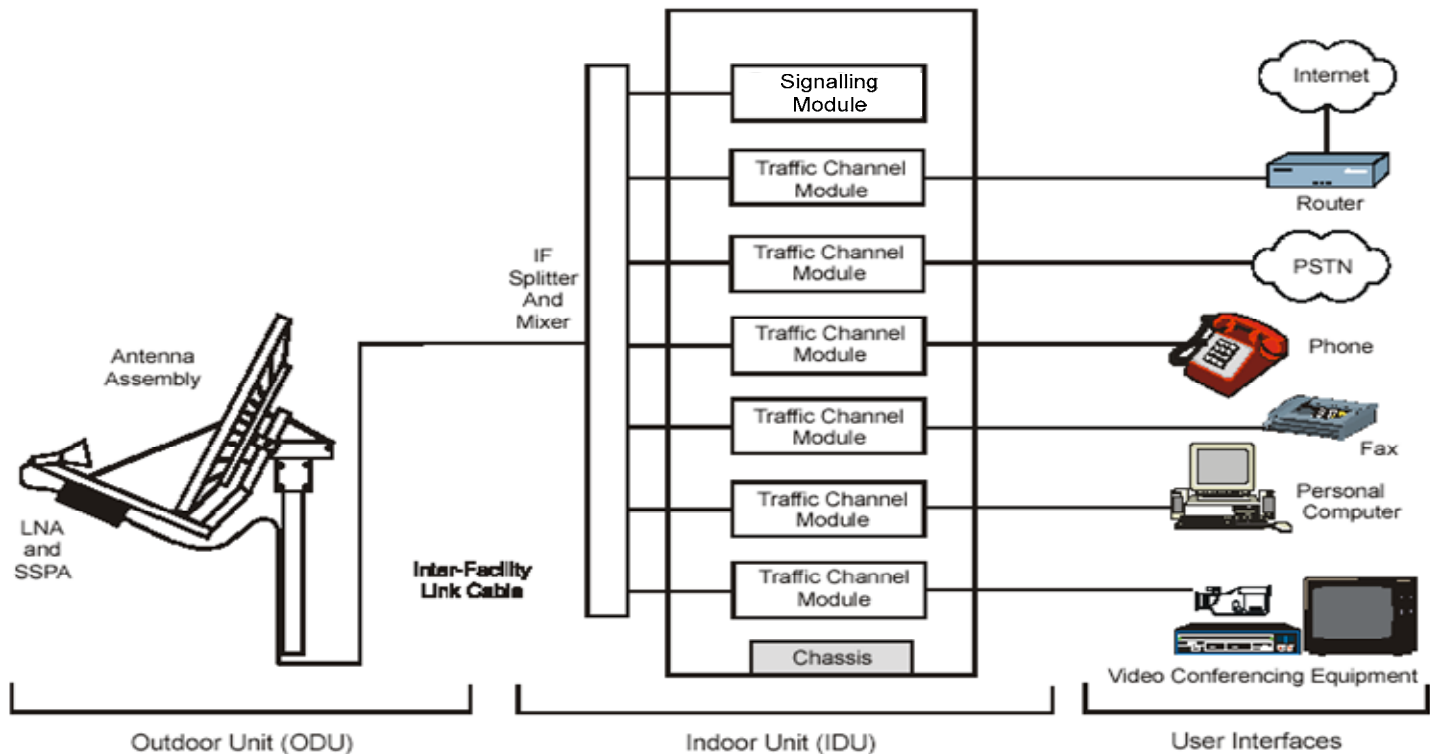 Signalling
Module
Internet
Traffic Channel
Module
Router
IF
Splitter
And
Mixer
Traffic Channel
Module
PSTN
Antenna
Assembly
Traffic Channel
Module
Phone
Traffic Channel
Module
Fax
LNA
and
SSPA
Traffic Channel
Module
Personal
Computer
Inter-Facility
Link Cable
Traffic Channel
Module
Chassis
Video Conferencing Equipment
Outdoor Unit (ODU)
Indoor Unit (IDU)
User Interfaces